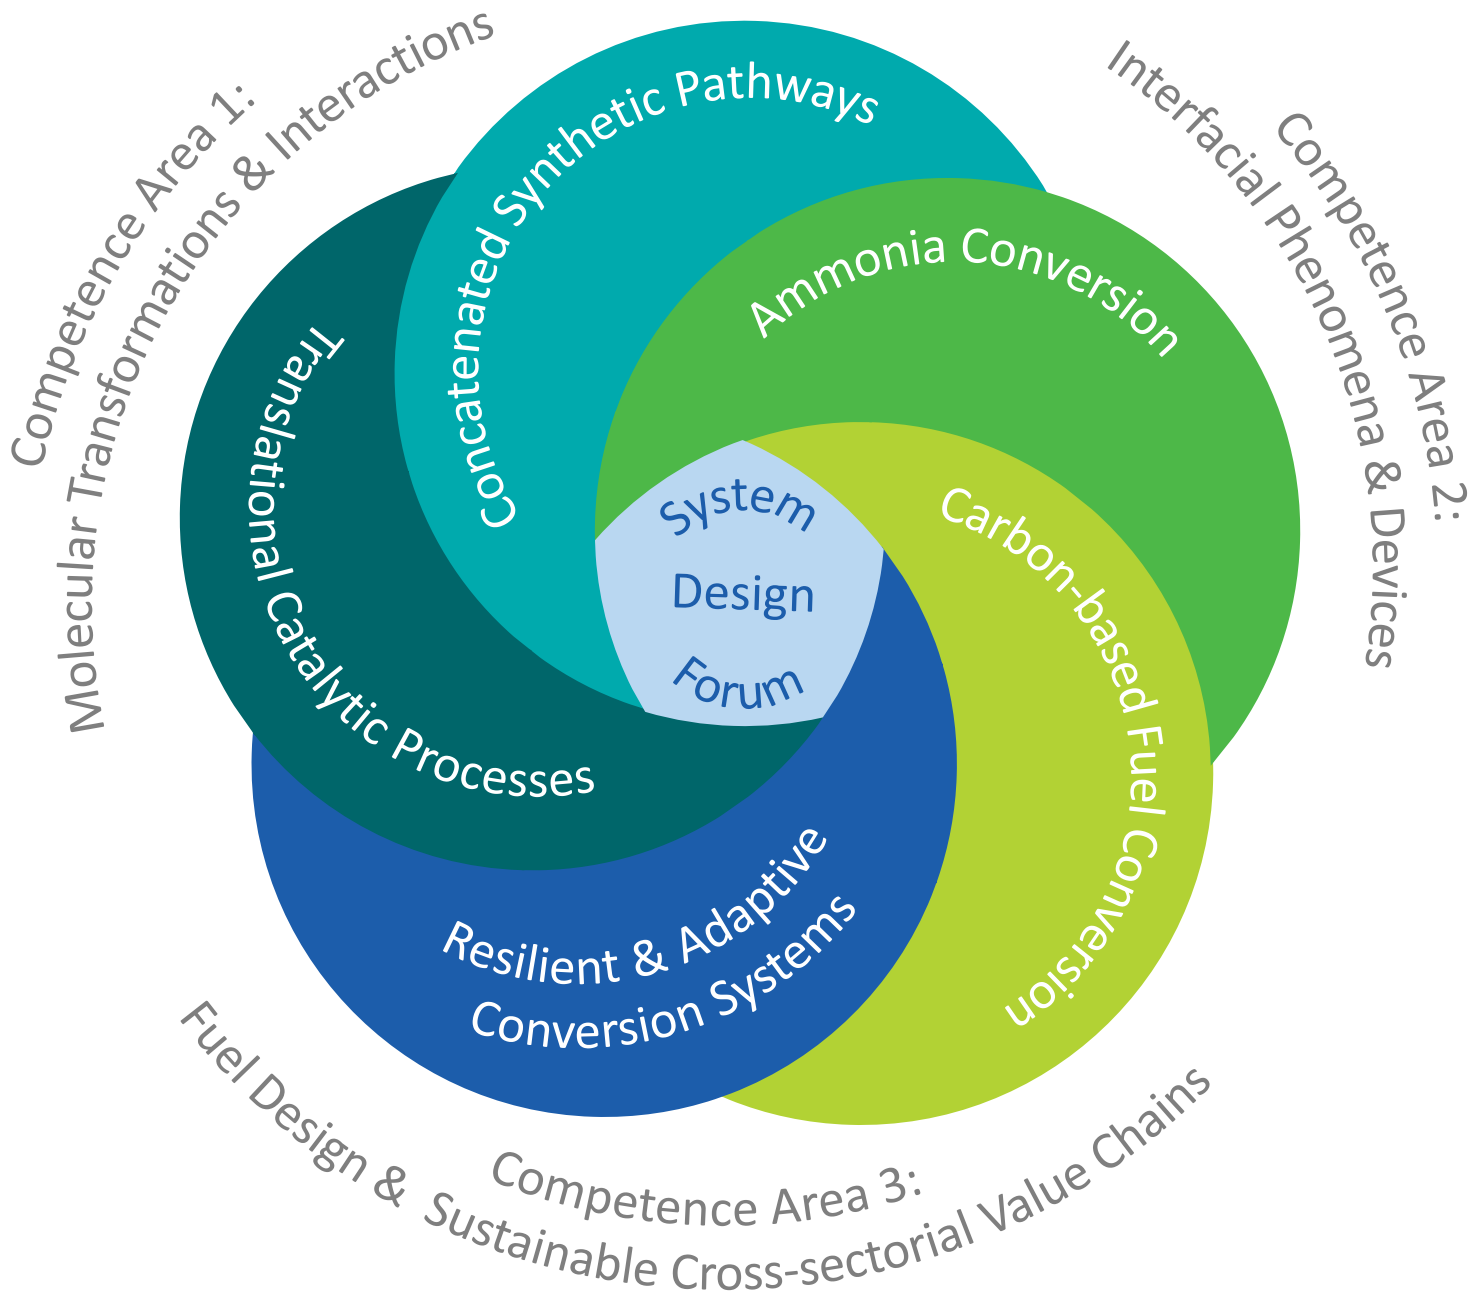 Competence Area 1:
Molecular Transformations & Interactions
Competence Area 2:
Interfacial Phenomena & Devices
Concatenated Synthetic Pathways
Ammonia Conversion
Translational Catalytic Processes
Carbon-based Fuel Conversion
System
Design
Forum
Resilient & Adaptive
Conversion Systems
Competence Area 3:
Fuel Design & Sustainable Cross-sectorial Value Chains